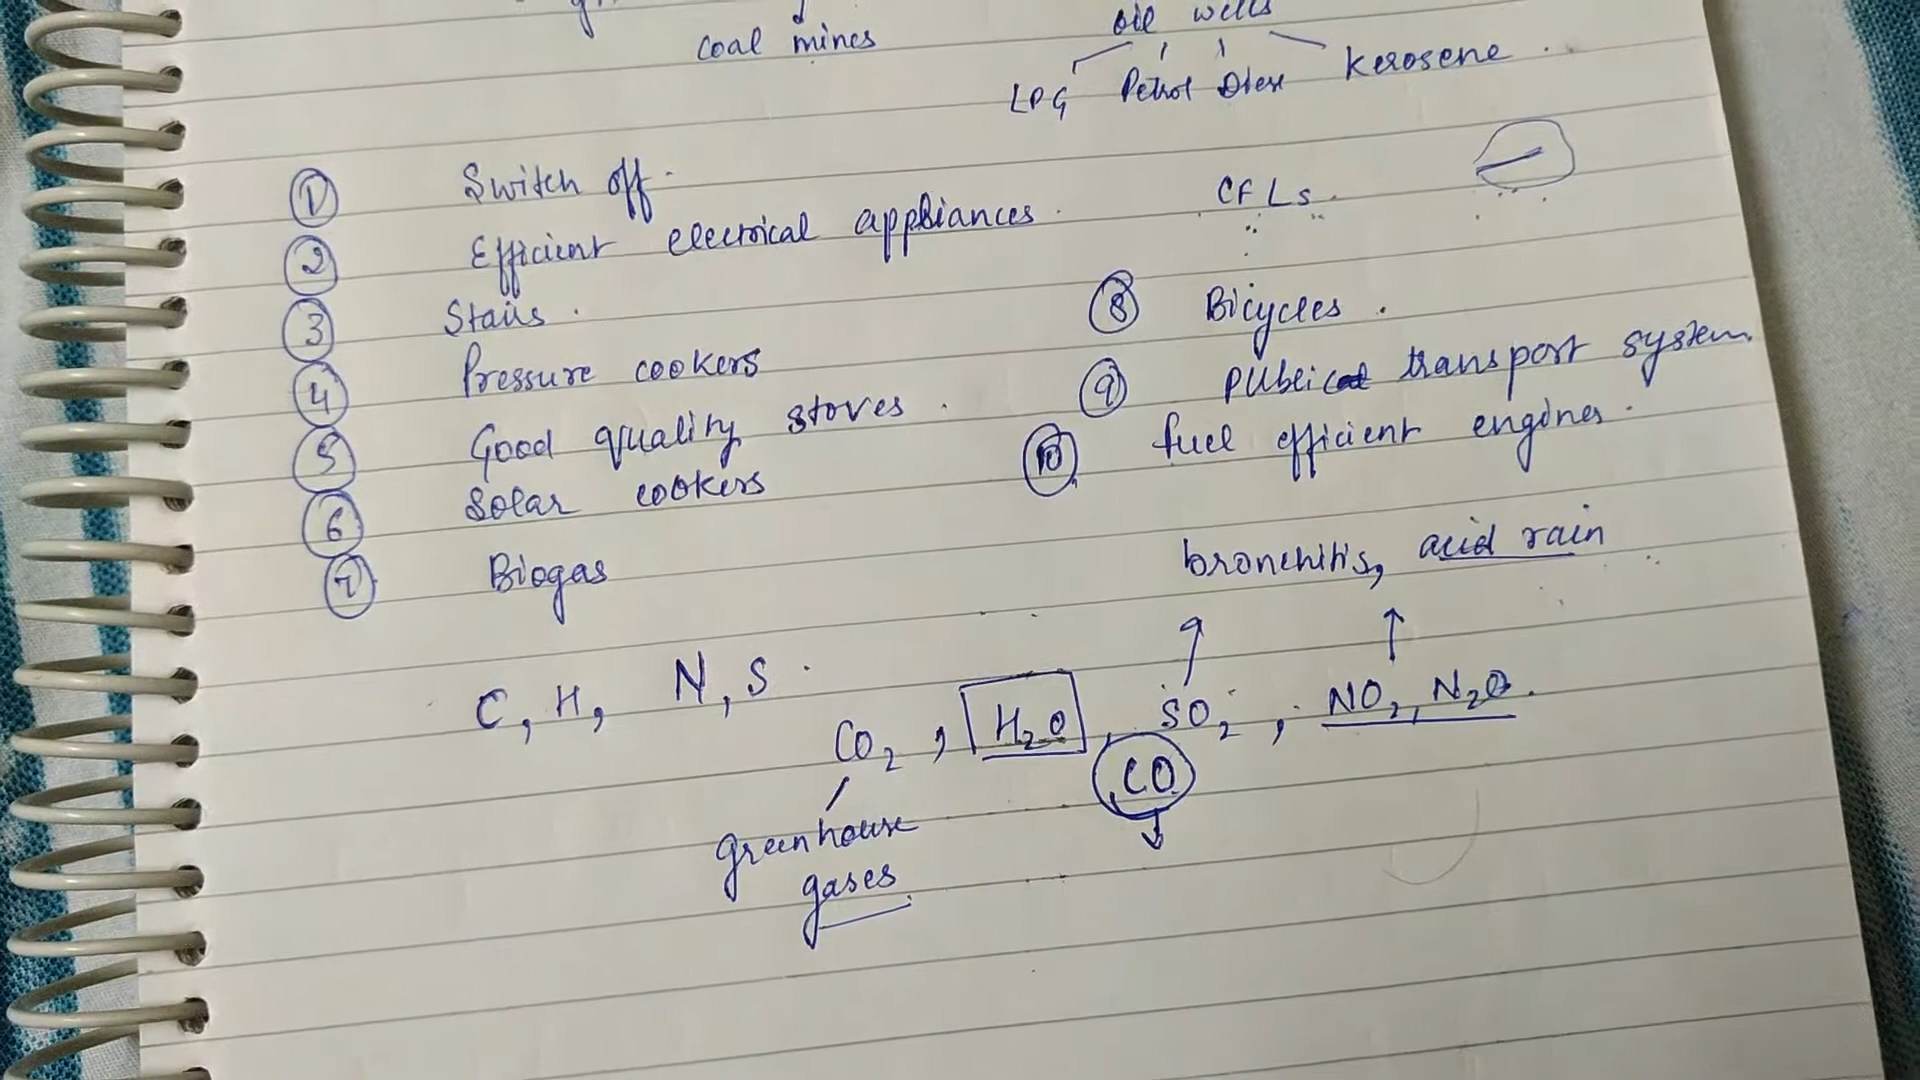 coal mines
oil wells
LPG Petrol Kerosene.
① Switch off.
② Efficient electrical appliances. CFLs.
③ Stairs.
④ Pressure cookers
⑤ Good quality stoves.
⑥ Solar cookers
⑦ Biogas
⑧ Bicycles.
⑨ Public transport system.
⑩ fuel efficient engines.
bronchitis, acid rain
C, H, N, S.
CO₂, H₂O, SO₂, NO₂, N₂O.
CO
greenhouse
gases.